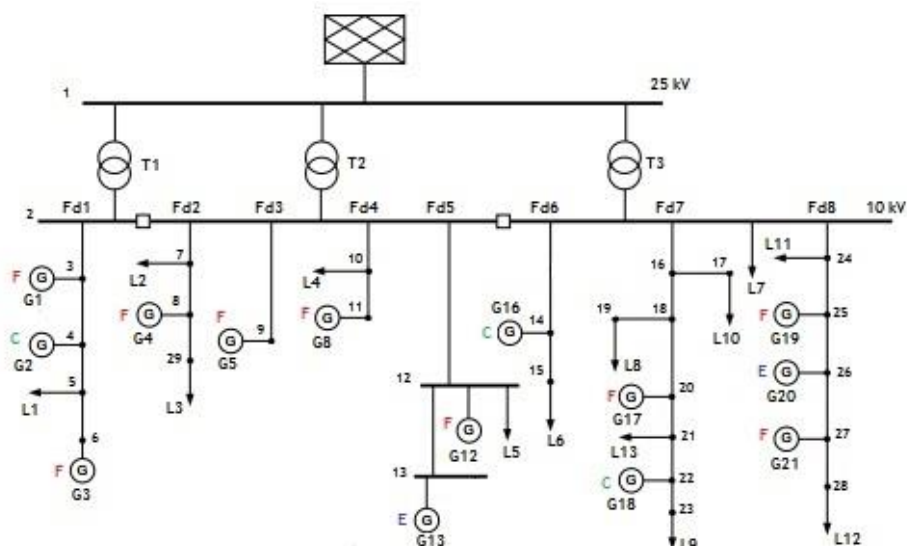 1 25 kV
T1 T2 T3
2 Fd1 Fd2 Fd3 Fd4 Fd5 Fd6 Fd7 Fd8 10 kV
F G 3
G1
C G 4
G2
5
L1
6
F G
G3
7
L2
8
F G
G4
29
L3
F
G 9
G5
10
L4
F G 11
G8
12
F
G
G12
L5
13
E G
G13
G16
C G 14
15
L6
16 17
L10
19 18
L8
F G 20
G17
21
L13
C G 22
G18
23
L9
L7
L11
24
F G 25
G19
E G 26
G20
F G 27
G21
28
L12